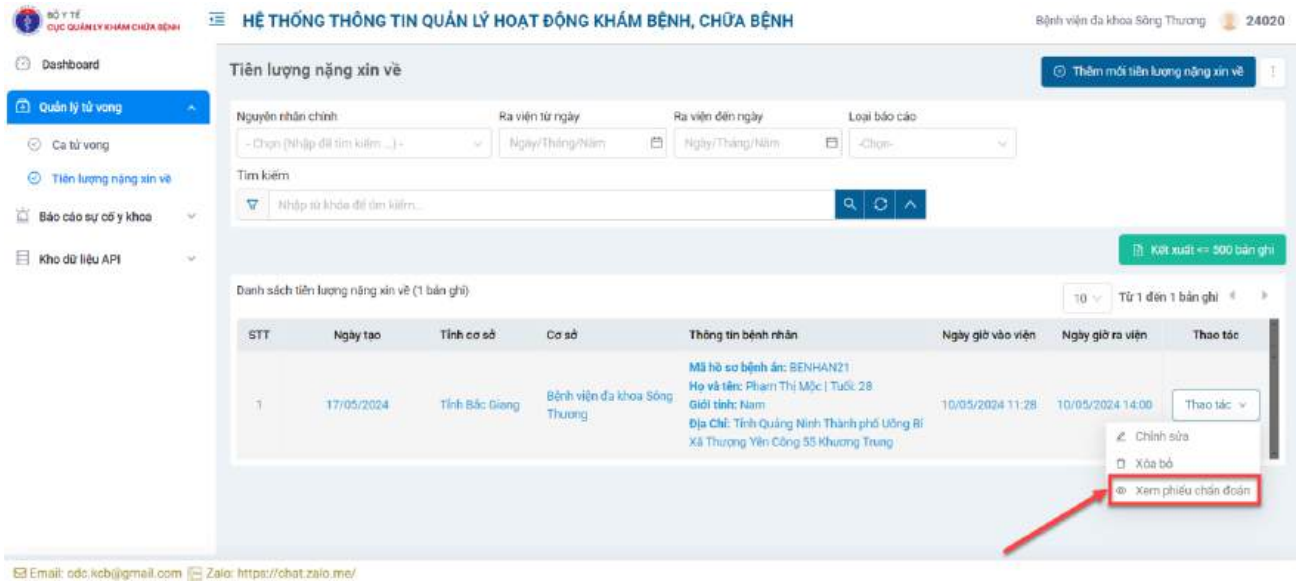 BỘ Y TẾ
CỤC QUẢN LÝ KHÁM CHỮA BỆNH
HỆ THỐNG THÔNG TIN QUẢN LÝ HOẠT ĐỘNG KHÁM BỆNH, CHỮA BỆNH
Bệnh viện đa khoa Sông Thương 24020
Dashboard
Quản lý tử vong
Ca tử vong
Tiên lượng nặng xin về
Báo cáo sự cố y khoa
Kho dữ liệu API
Tiên lượng nặng xin về
Thêm mới tiên lượng nặng xin về
Nguyên nhân chính Ra viện từ ngày Ra viện đến ngày Loại báo cáo
- Chọn (Nhập để tìm kiếm ...) - Ngày/Tháng/Năm Ngày/Tháng/Năm -Chọn-
Tìm kiếm
Nhập từ khóa để tìm kiếm...
Kết xuất <= 500 bản ghi
Danh sách tiên lượng nặng xin về (1 bản ghi)
10 Từ 1 đến 1 bản ghi
STT Ngày tạo Tỉnh cơ sở Cơ sở Thông tin bệnh nhân Ngày giờ vào viện Ngày giờ ra viện Thao tác
1 17/05/2024 Tỉnh Bắc Giang Bệnh viện đa khoa Sông Thương
Mã hồ sơ bệnh án: BENHAN21
Họ và tên: Phạm Thị Mộc | Tuổi: 28
Giới tính: Nam
Địa Chỉ: Tỉnh Quảng Ninh Thành phố Uông Bí
Xã Thượng Yên Công 55 Khương Trung
10/05/2024 11:28 10/05/2024 14:00 Thao tác
Chỉnh sửa
Xóa bỏ
Xem phiếu chẩn đoán
Email: cdc.kcb@gmail.com Zalo: https://chat.zalo.me/